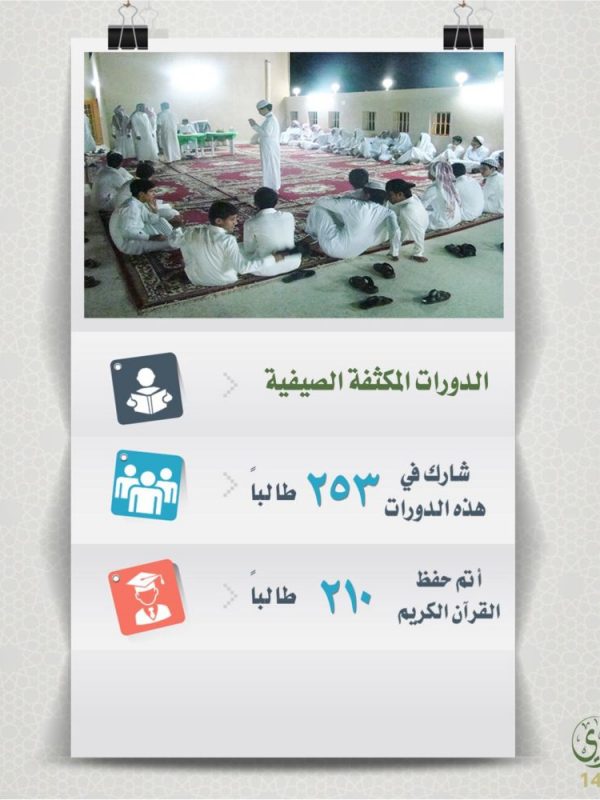 الدورات المكثفة الصيفية
شارك في
هذه الدورات ٢٥٣ طالباً
أتم حفظ
القرآن الكريم ٢١٠ طالباً
14